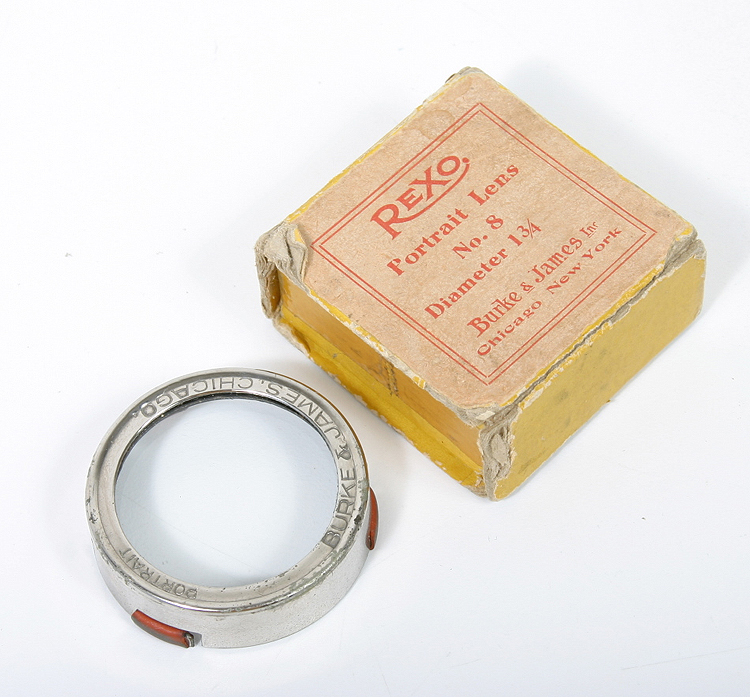 REXO.
Portrait Lens
No. 8
Diameter 1 3/4
Burke & James Inc
Chicago New York
BURKE & JAMES, CHICAGO.
PORTRAIT